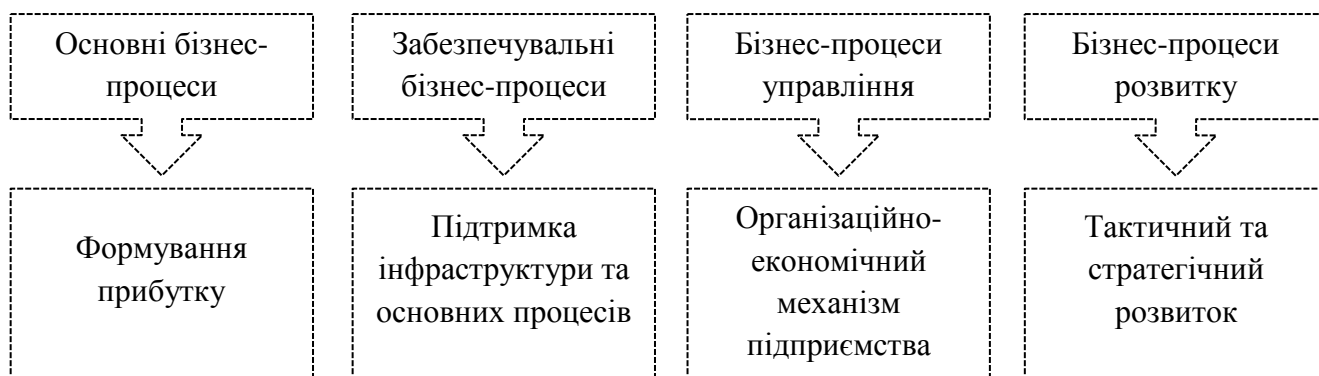 Основні бізнес-
процеси
Забезпечувальні
бізнес-процеси
Бізнес-процеси
управління
Бізнес-процеси
розвитку
Формування
прибутку
Підтримка
інфраструктури та
основних процесів
Організаційно-
економічний
механізм
підприємства
Тактичний та
стратегічний
розвиток